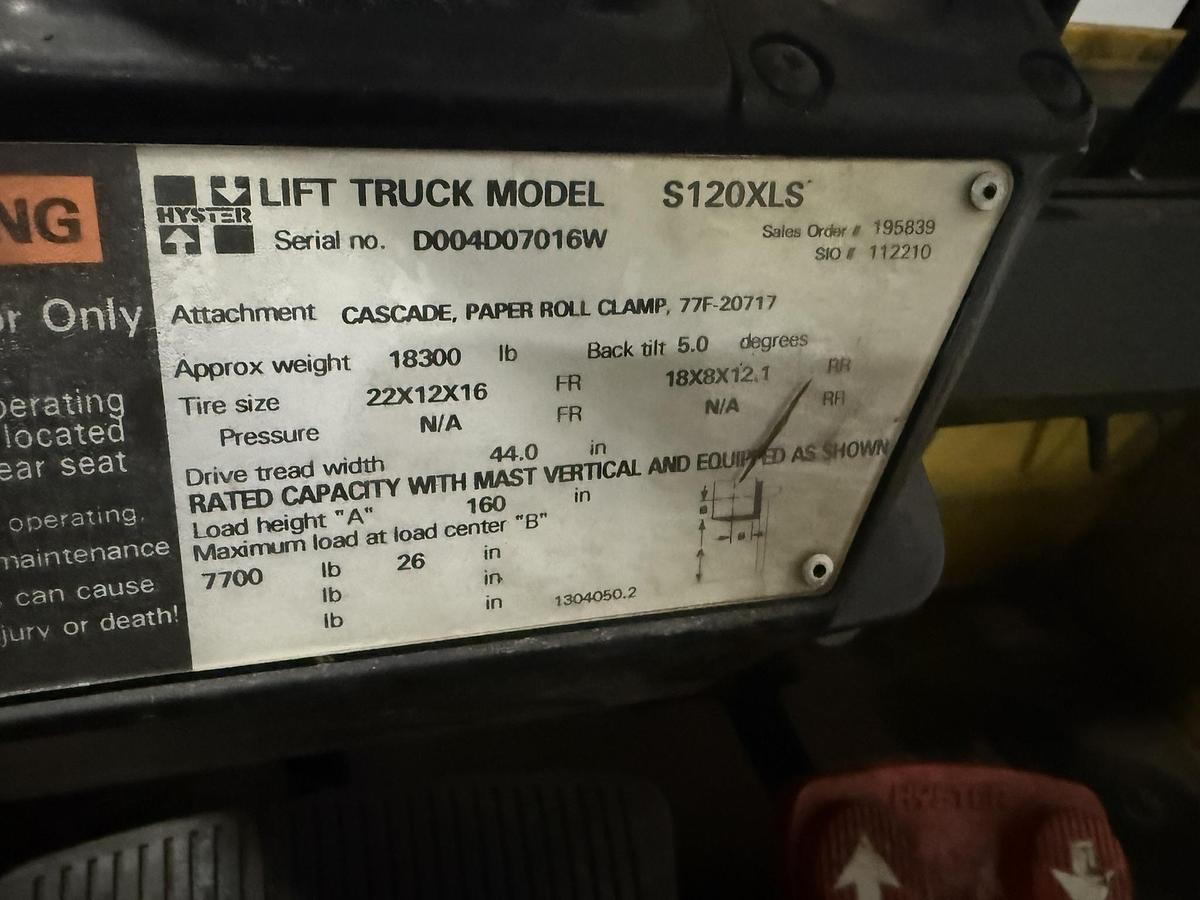 NG
r Only
perating
located
ear seat
operating,
maintenance
can cause
jury or death!
HYSTER
LIFT TRUCK MODEL S120XLS
Serial no. D004D07016W
Sales Order # 195839
SIO # 112210
Attachment CASCADE, PAPER ROLL CLAMP, 77F-20717
Approx weight 18300 lb Back tilt 5.0 degrees
Tire size 22X12X16 FR 18X8X12.1 RR
Pressure N/A FR N/A RR
Drive tread width 44.0 in
RATED CAPACITY WITH MAST VERTICAL AND EQUIPPED AS SHOWN
Load height "A" 160 in
Maximum load at load center "B"
7700 lb 26 in
lb in
lb in
1304050.2
HYSTER